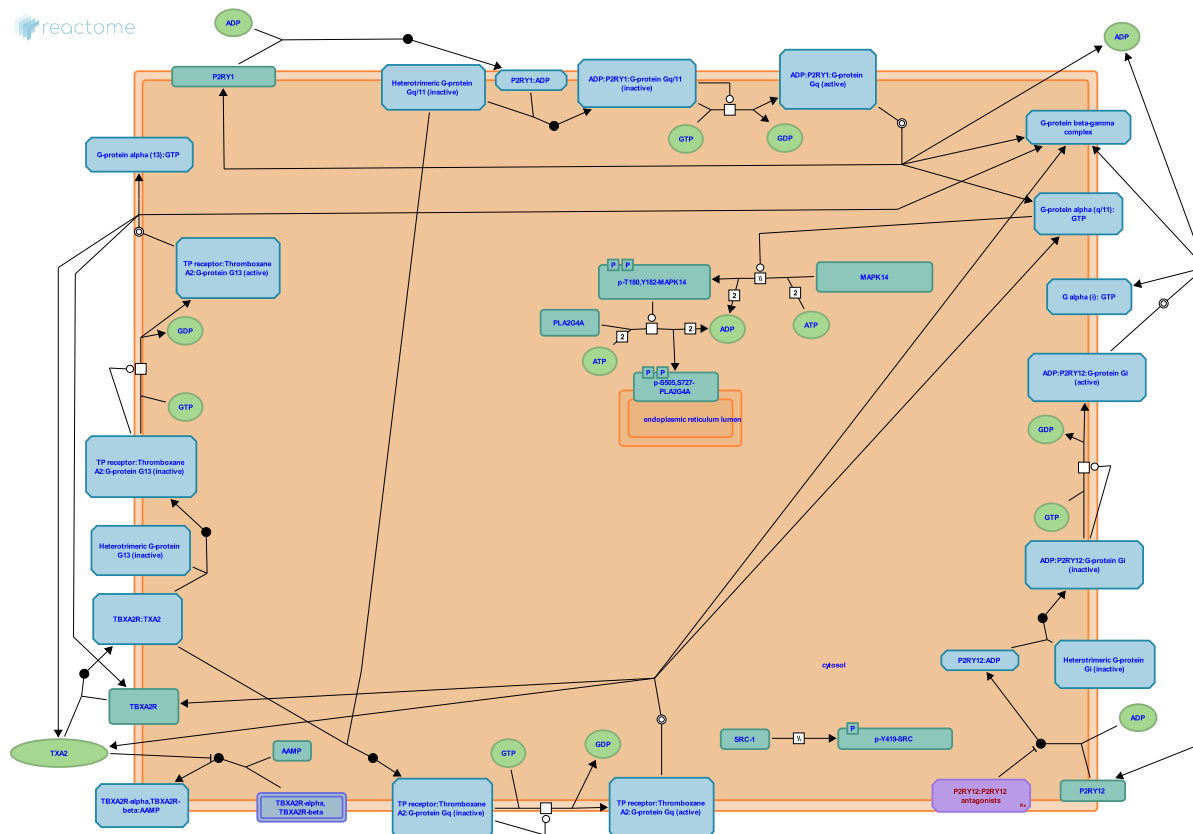 reactome
ADP
ADP
P2RY1
Heterotrimeric G-protein
Gq/11 (inactive)
P2RY1:ADP
ADP:P2RY1:G-protein Gq/11
(inactive)
ADP:P2RY1:G-protein
Gq (active)
GTP
GDP
G-protein beta-gamma
complex
G-protein alpha (13):GTP
G-protein alpha (q/11):
GTP
TP receptor:Thromboxane
A2:G-protein G13 (active)
P
P
p-T180,Y182-MAPK14
\\
MAPK14
2
2
G alpha (i): GTP
GDP
PLA2G4A
2
2
ADP
ATP
ATP
ADP:P2RY12:G-protein Gi
(active)
P
P
p-S505,S727-
PLA2G4A
endoplasmic reticulum lumen
GTP
GDP
TP receptor:Thromboxane
A2:G-protein G13 (inactive)
GTP
Heterotrimeric G-protein
G13 (inactive)
ADP:P2RY12:G-protein Gi
(inactive)
TBXA2R:TXA2
cytosol
P2RY12:ADP
Heterotrimeric G-protein
Gi (inactive)
TBXA2R
ADP
TXA2
AAMP
GTP
GDP
SRC-1
\\
P
p-Y419-SRC
TBXA2R-alpha,TBXA2R-
beta:AAMP
TBXA2R-alpha,
TBXA2R-beta
TP receptor:Thromboxane
A2:G-protein Gq (inactive)
TP receptor:Thromboxane
A2:G-protein Gq (active)
P2RY12:P2RY12
antagonists
Rx
P2RY12